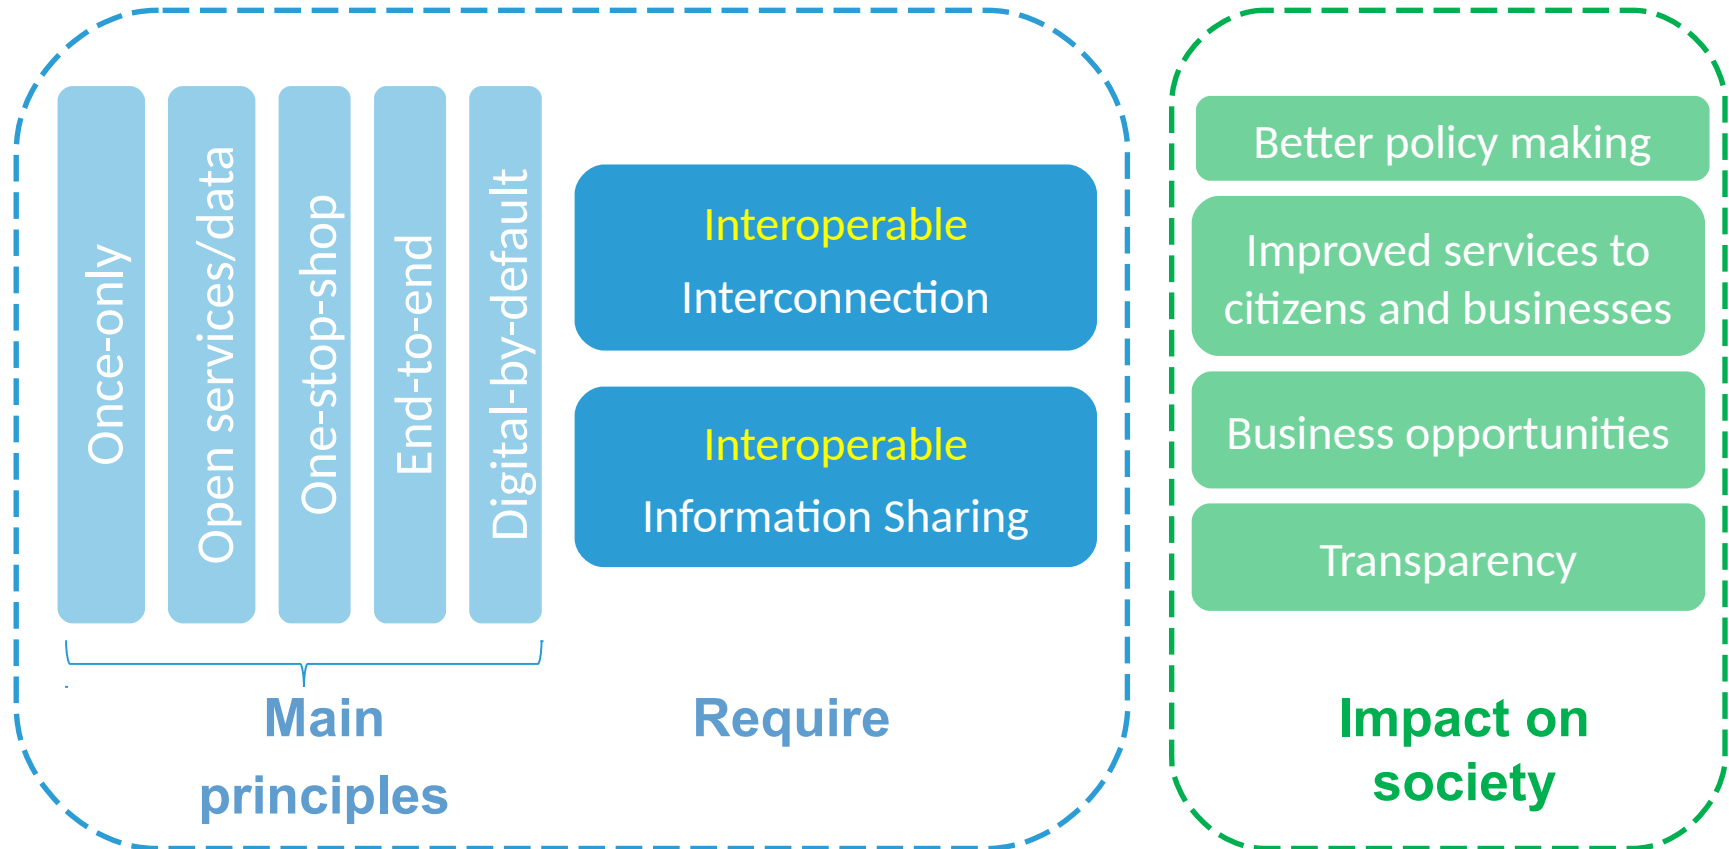 Once-only
Open services/data
One-stop-shop
End-to-end
Digital-by-default
Interoperable
Interconnection
Interoperable
Information Sharing
Main
principles
Require
Better policy making
Improved services to
citizens and businesses
Business opportunities
Transparency
Impact on
society